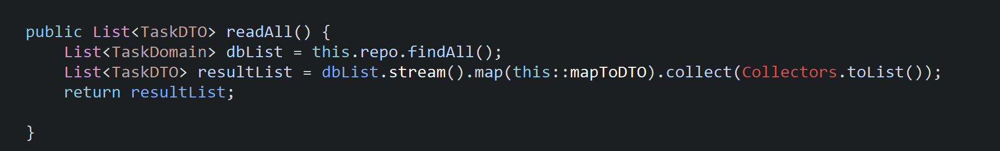 public List<TaskDTO> readAll() {
    List<TaskDomain> dbList = this.repo.findAll();
    List<TaskDTO> resultList = dbList.stream().map(this::mapToDTO).collect(Collectors.toList());
    return resultList;
}